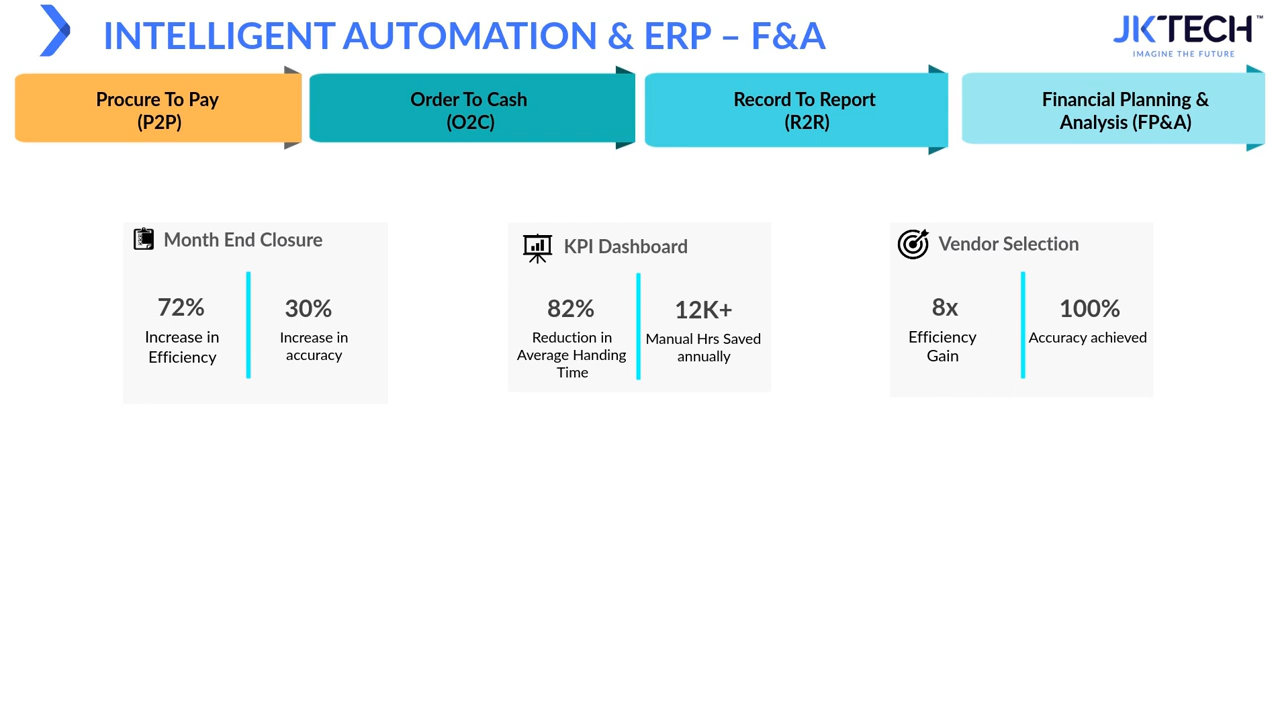 INTELLIGENT AUTOMATION & ERP – F&A
JKTECH™
IMAGINE THE FUTURE
Procure To Pay
(P2P)
Order To Cash
(O2C)
Record To Report
(R2R)
Financial Planning &
Analysis (FP&A)
Month End Closure
72%
Increase in
Efficiency
30%
Increase in
accuracy
KPI Dashboard
82%
Reduction in
Average Handing
Time
12K+
Manual Hrs Saved
annually
Vendor Selection
8x
Efficiency
Gain
100%
Accuracy achieved